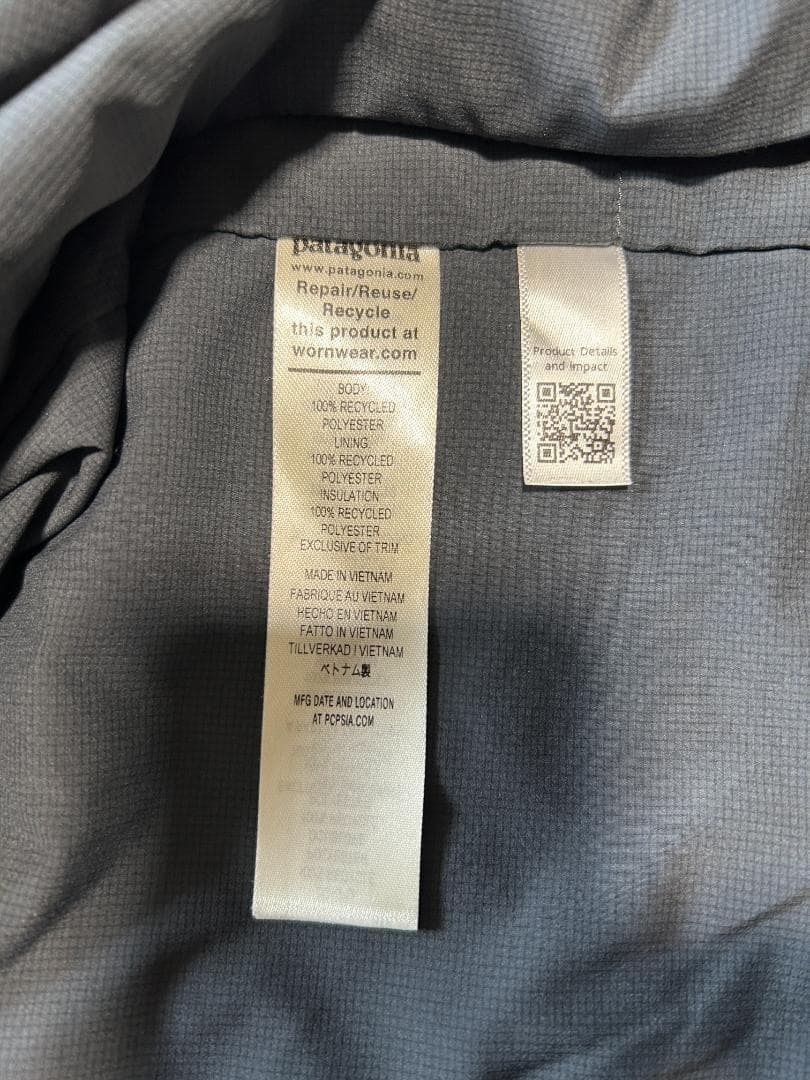 patagonia
www.patagonia.com
Repair/Reuse/
Recycle
this product at
wornwear.com
BODY:
100% RECYCLED
POLYESTER
LINING:
100% RECYCLED
POLYESTER
INSULATION:
100% RECYCLED
POLYESTER
EXCLUSIVE OF TRIM
MADE IN VIETNAM
FABRIQUÉ AU VIETNAM
HECHO EN VIETNAM
FATTO IN VIETNAM
TILLVERKAD I VIETNAM
ベトナム製
MFG DATE AND LOCATION
AT PCPSIA.COM
Product Details
and Impact